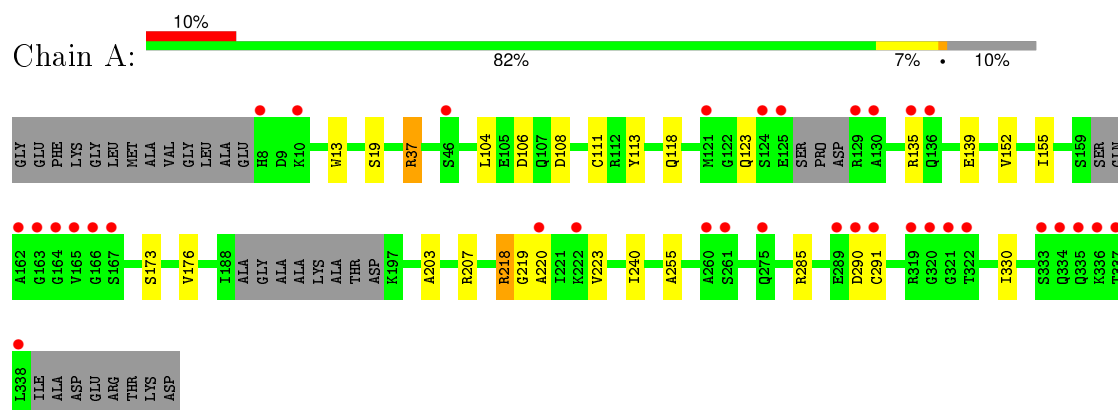 10%
Chain A:
82% 7% • 10%
GLY GLU PHE LYS GLY LEU MET ALA VAL GLY LEU ALA GLU H8 D9 K10 W13 S19 R37 S46 L104 E105 D106 Q107 D108 C111 R112 Y113 Q118 M121 G122 Q123 S124 E125 SER PRO ASP R129 A130 R135 Q136 E139 V152 I155 S159 SER GLN
A162 G163 G164 V165 G166 S167 S173 V176 I188 ALA GLY ALA ALA LYS ALA THR ASP K197 A203 R207 R218 G219 A220 I221 K222 V223 I240 A255 A260 S261 Q275 R285 E289 D290 C291 R319 G320 G321 T322 I330 S333 Q334 Q335 K336 T337
L338 ILE ALA ASP GLU ARG THR LYS ASP